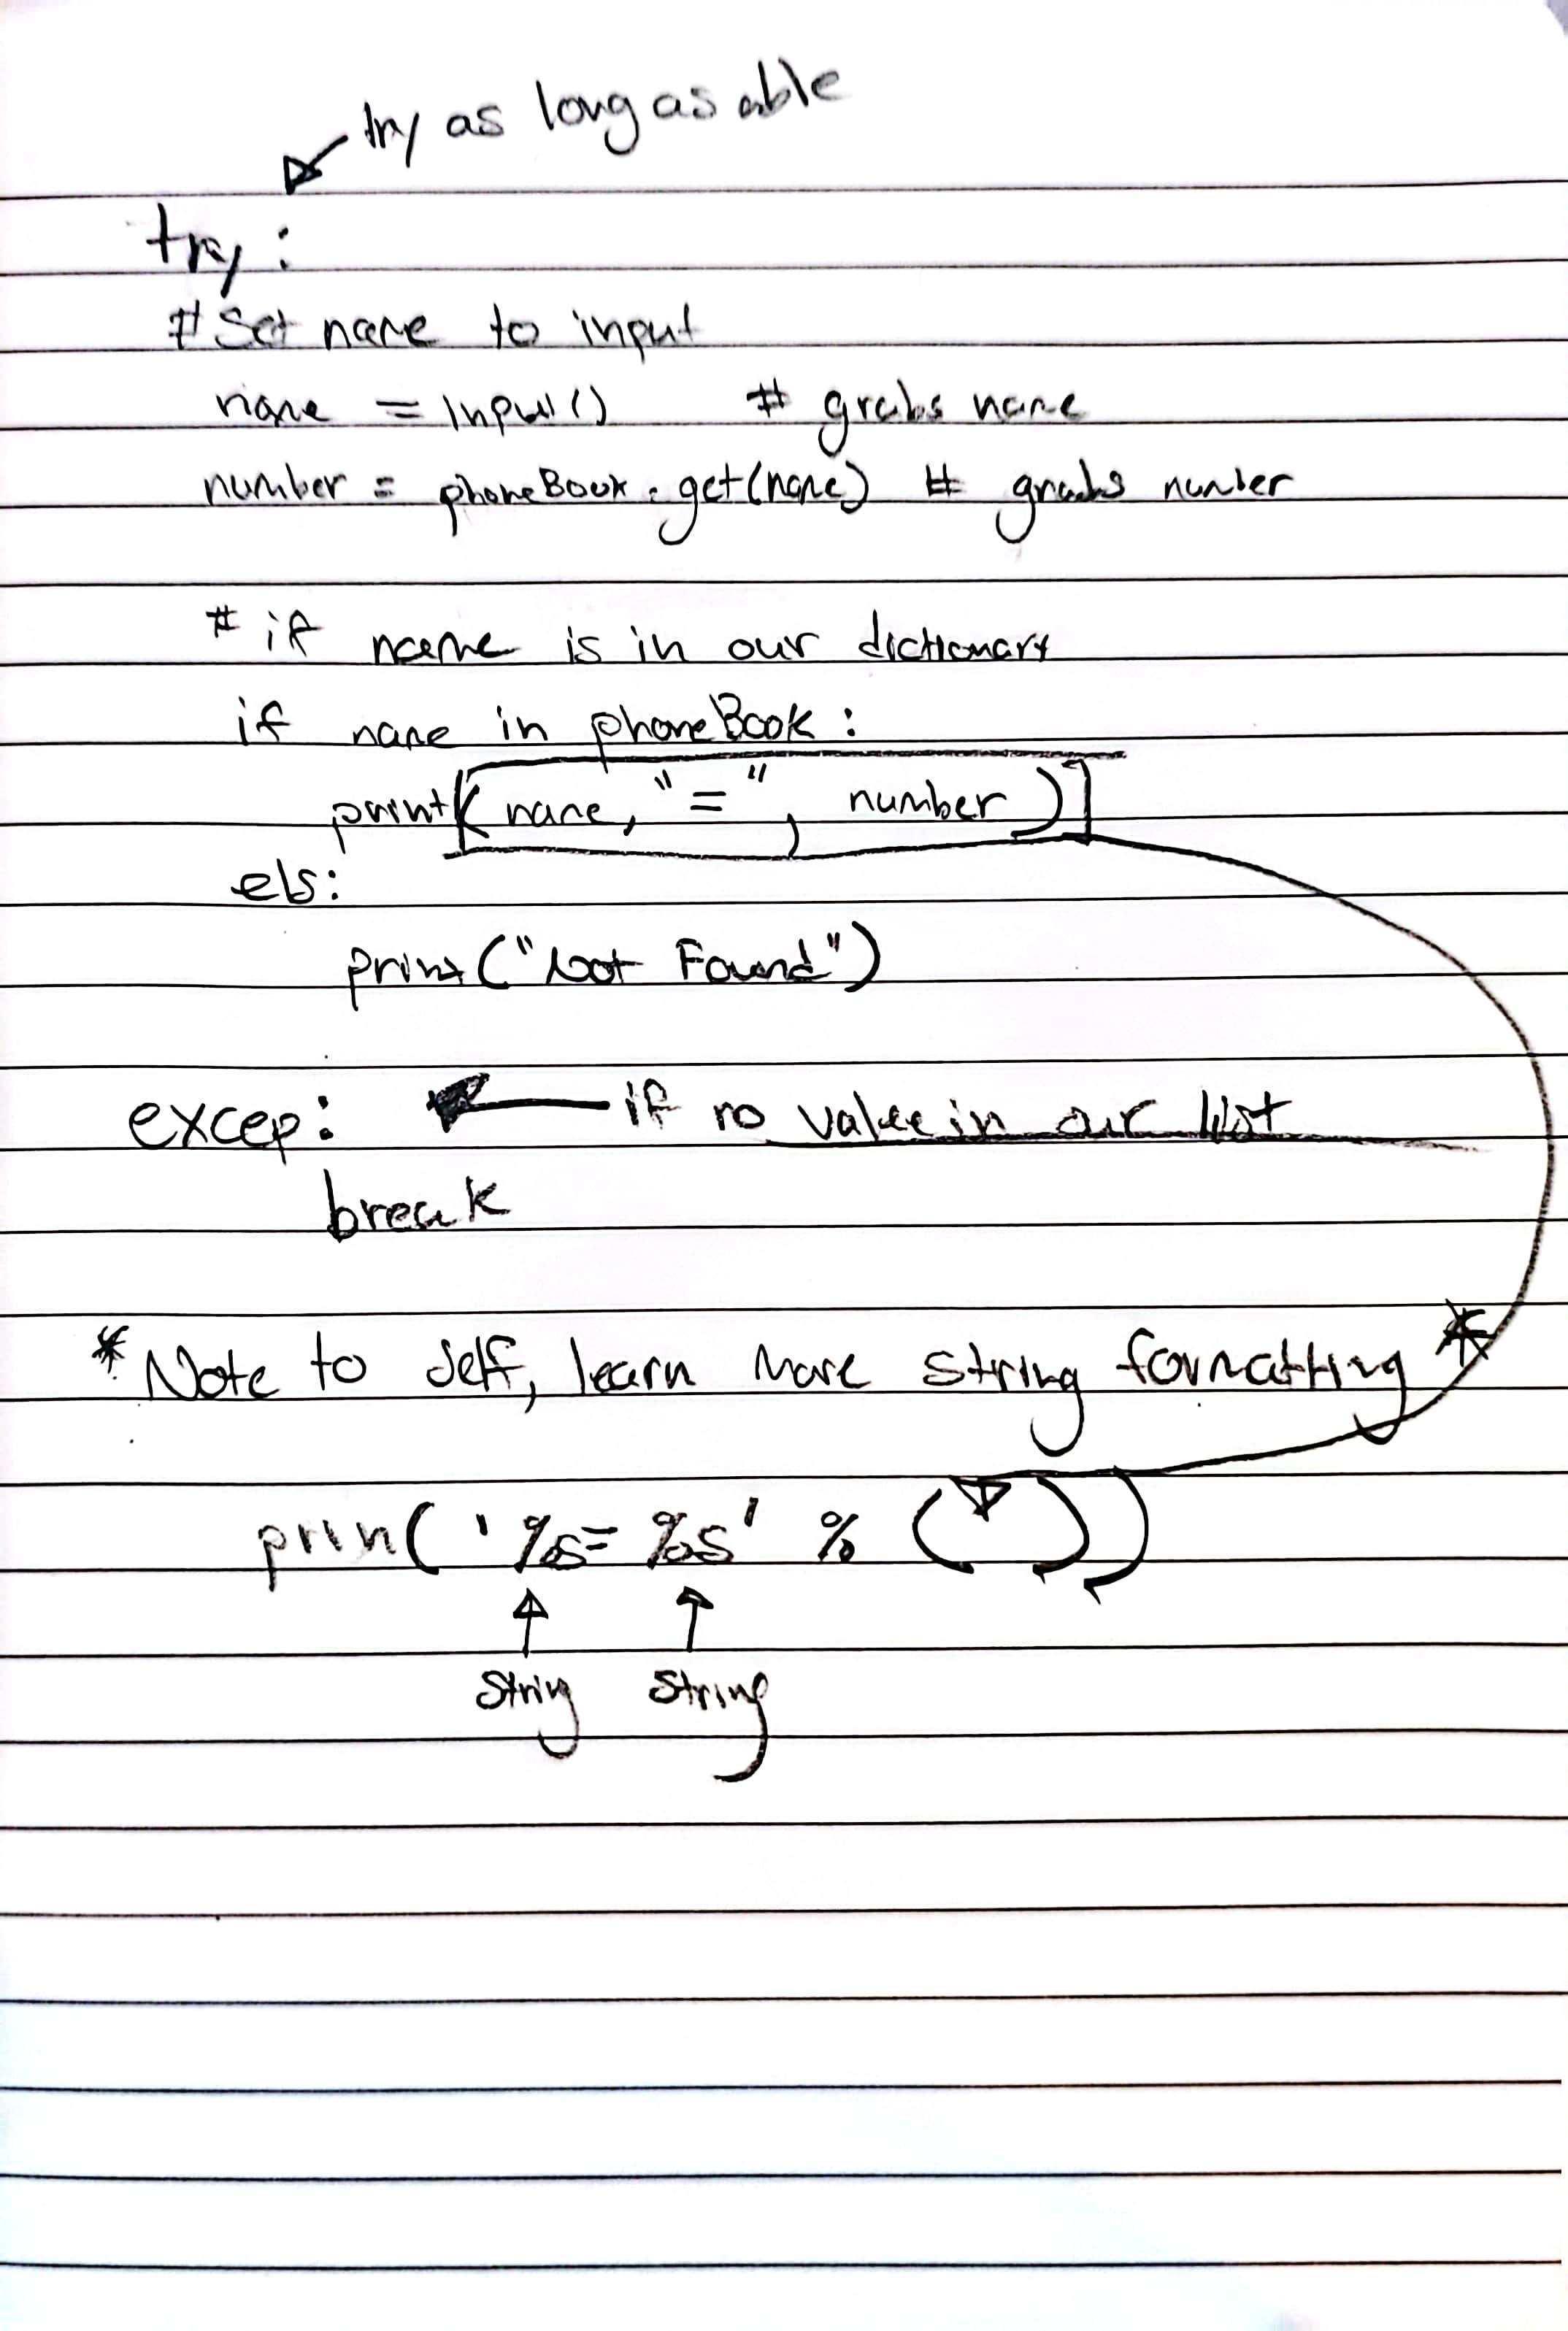 try as long as able
try:
# Set name to input
name = input() # grabs name
number = phoneBook.get(name) # grabs number
# if name is in our dictionary
if name in phoneBook:
print(name, "=", number)
els:
print("Not Found")
excep: if no value in our list
break
*Note to self, learn more string formatting*
prin('%s=%s' % ())
string string